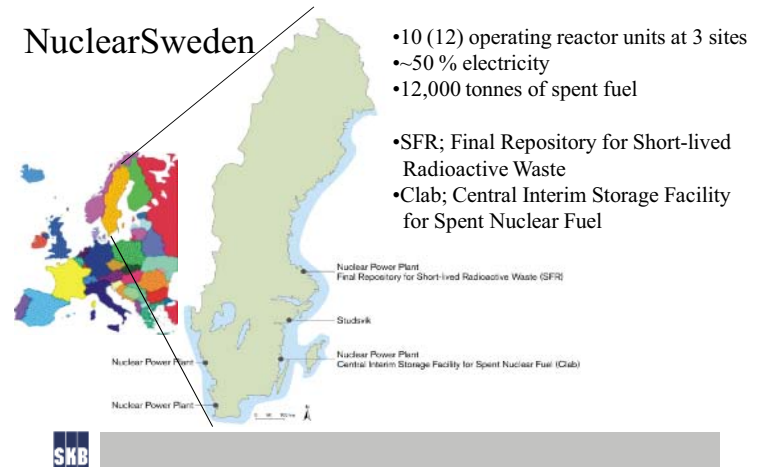 NuclearSweden
•10 (12) operating reactor units at 3 sites
•~50 % electricity
•12,000 tonnes of spent fuel
•SFR; Final Repository for Short-lived
Radioactive Waste
•Clab; Central Interim Storage Facility
for Spent Nuclear Fuel
Nuclear Power Plant
Final Repository for Short-lived Radioactive Waste (SFR)
Studsvik
Nuclear Power Plant
Central Interim Storage Facility for Spent Nuclear Fuel (Clab)
Nuclear Power Plant
Nuclear Power Plant
N
SKB